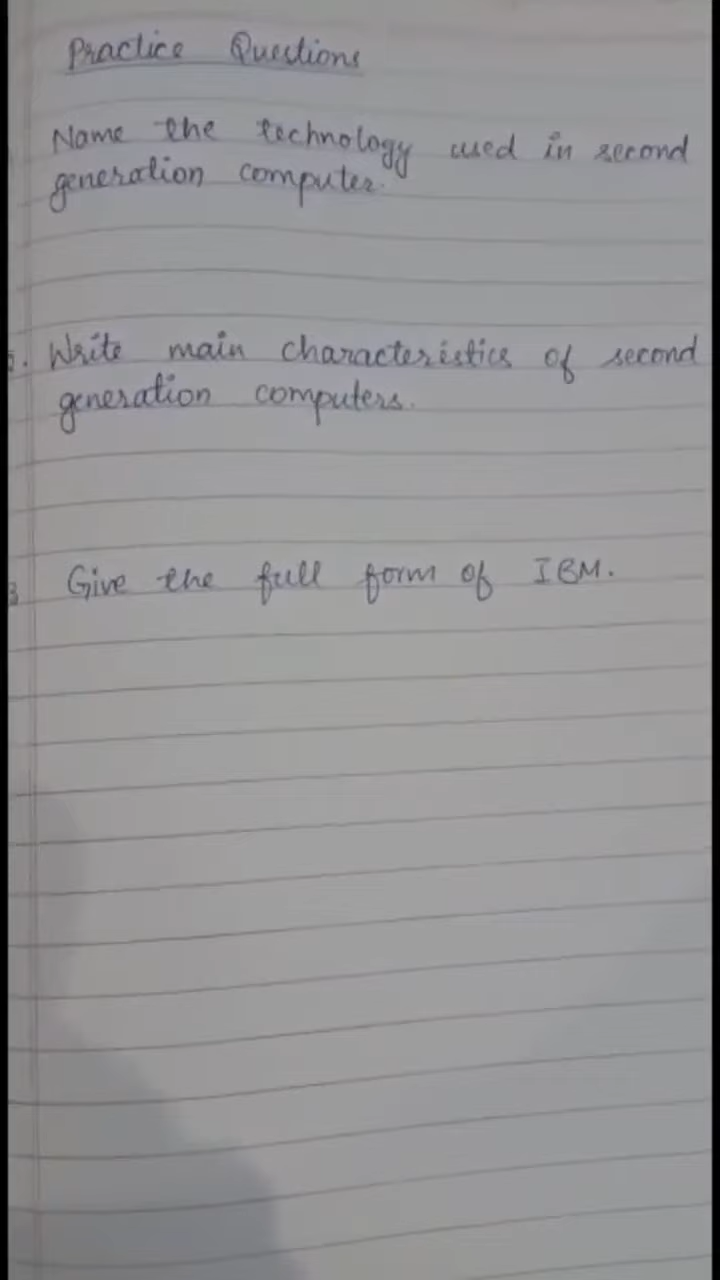 Practice Questions
Name the technology used in second
generation computer.
. Write main characteristics of second
generation computers.
3 Give the full form of IBM.